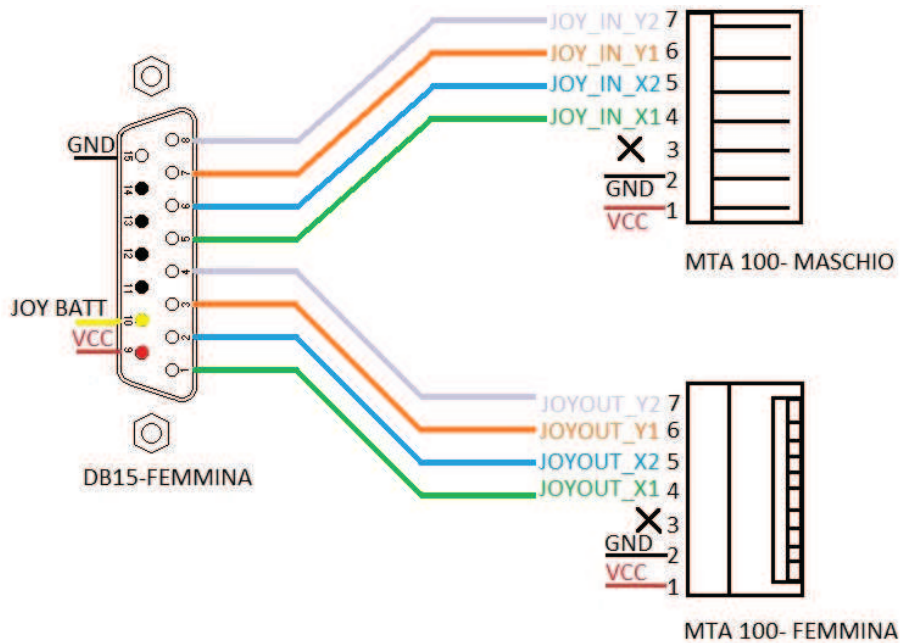 JOY_IN_Y2 7
JOY_IN_Y1 6
JOY_IN_X2 5
JOY_IN_X1 4
3
GND 2
VCC 1
MTA 100- MASCHIO
GND
15
14
13
12
11
JOY BATT
10
VCC
9
8
7
6
5
4
3
2
1
DB15-FEMMINA
JOYOUT_Y2 7
JOYOUT_Y1 6
JOYOUT_X2 5
JOYOUT_X1 4
3
GND 2
VCC 1
MTA 100- FEMMINA